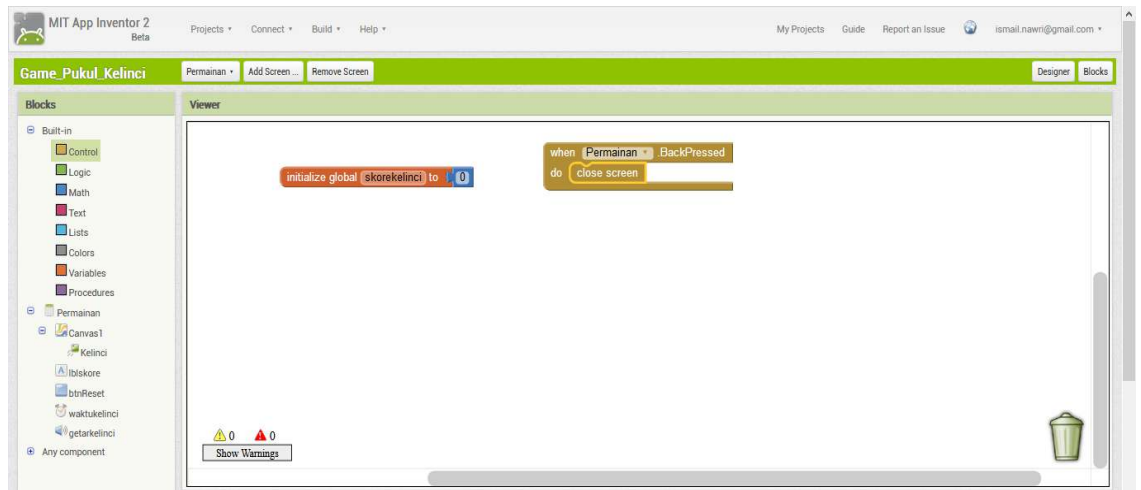 MIT App Inventor 2
Beta
Projects Connect Build Help My Projects Guide Report an Issue ismail.nawri@gmail.com
Game_Pukul_Kelinci Permainan Add Screen ... Remove Screen Designer Blocks
Blocks
Built-in
Control
Logic
Math
Text
Lists
Colors
Variables
Procedures
Permainan
Canvas1
Kelinci
lblskore
btnReset
waktukelinci
getarkelinci
Any component
Viewer
initialize global skorekelinci to 0
when Permainan .BackPressed
do close screen
0 0
Show Warnings